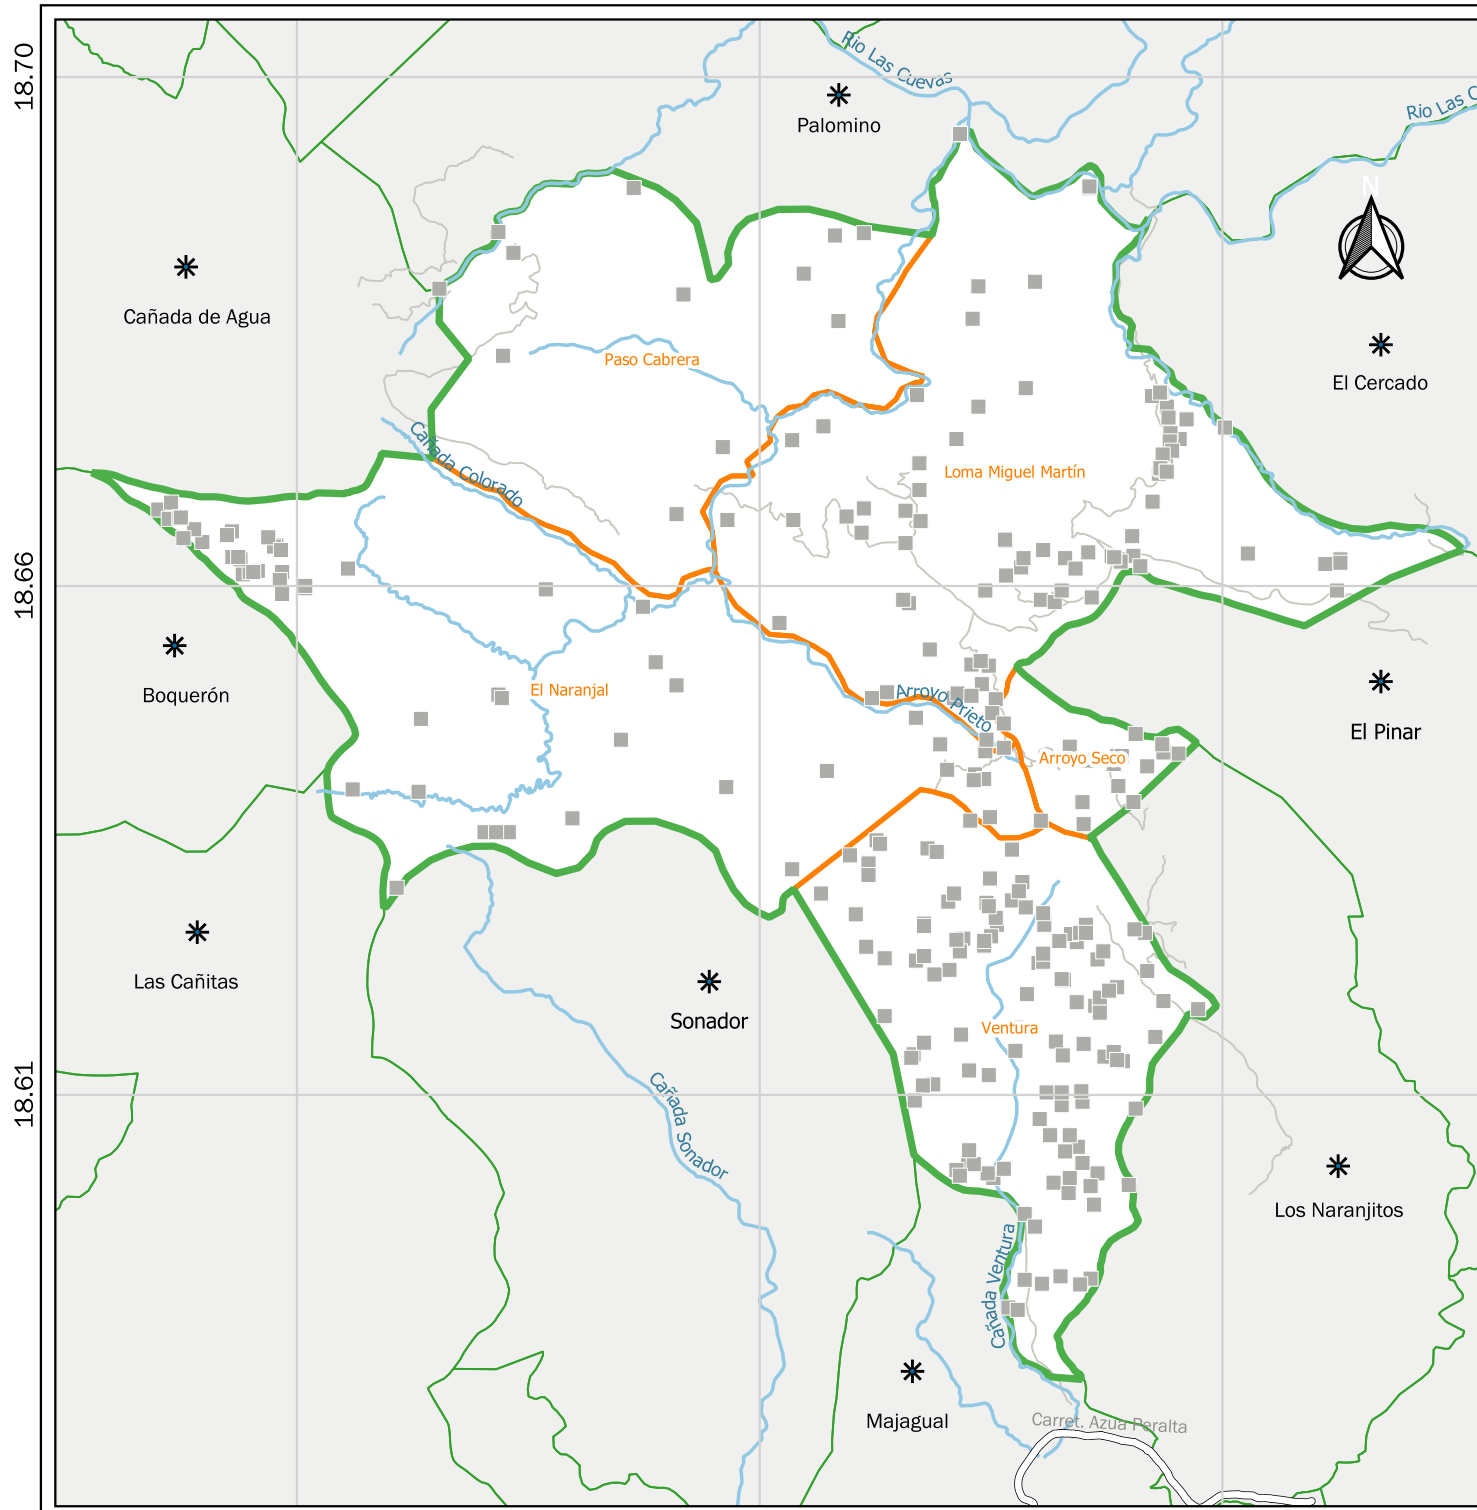 18.70
Rio Las Cuevas
Palomino
Rio Las C
N
Cañada de Agua
Paso Cabrera
El Cercado
Cañada Colorado
Loma Miguel Martín
18.66
Boquerón
El Naranjal
Arroyo Prieto
El Pinar
Arroyo Seco
Las Cañitas
Sonador
Ventura
18.61
Cañada Sonador
Los Naranjitos
Cañada Ventura
Majagual
Carret. Azua Peralta